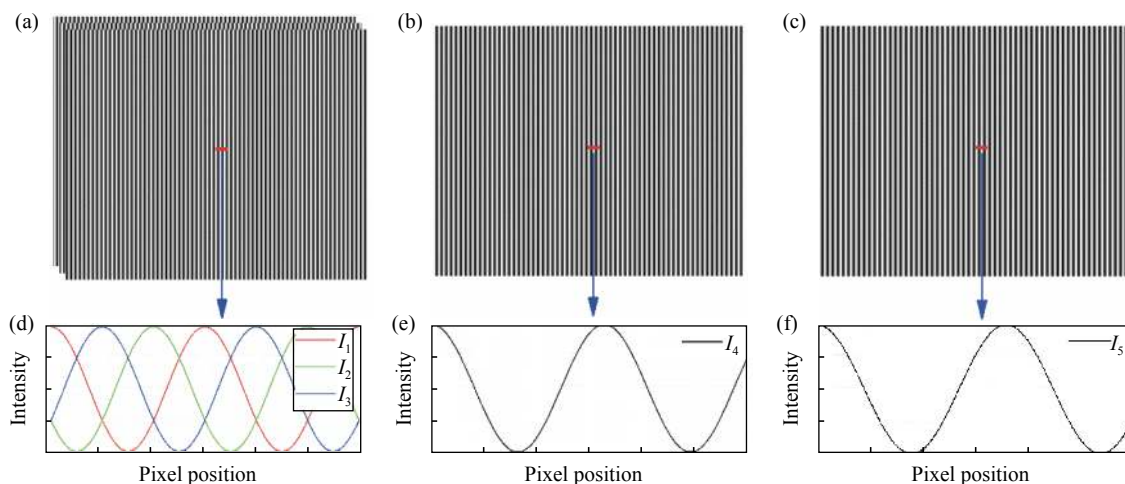 (a)
(b)
(c)
(d)
Intensity
I₁
I₂
I₃
Pixel position
(e)
Intensity
I₄
Pixel position
(f)
Intensity
I₅
Pixel position